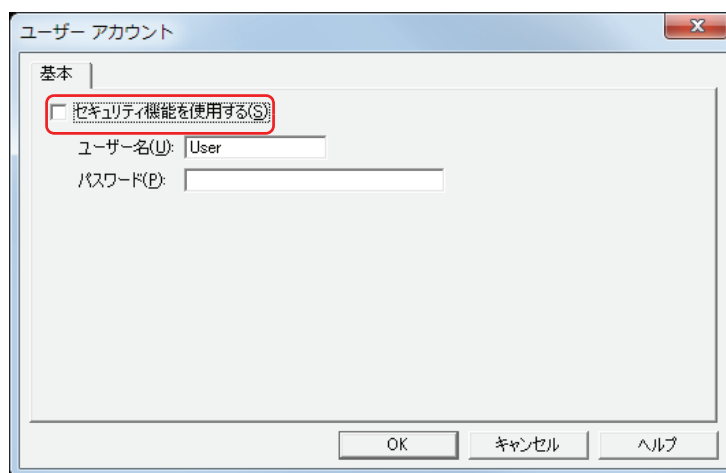 ユーザー アカウント
基本
セキュリティ機能を使用する(S)
ユーザー名(U): User
パスワード(P):
OK キャンセル ヘルプ